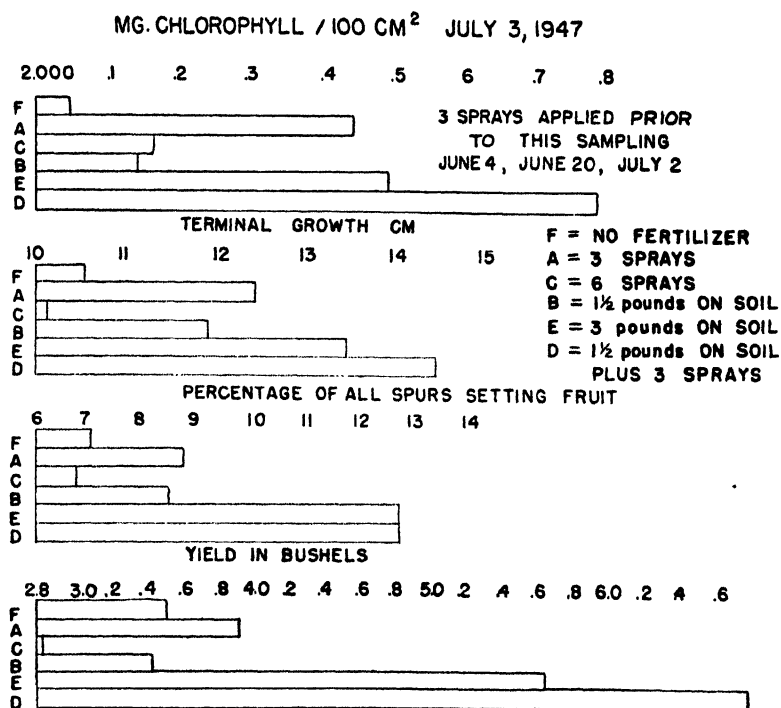 MG. CHLOROPHYLL / 100 CM² JULY 3, 1947
2.000 .1 .2 .3 .4 .5 6 .7 .8
F
A
C
B
E
D
3 SPRAYS APPLIED PRIOR
TO THIS SAMPLING
JUNE 4, JUNE 20, JULY 2
TERMINAL GROWTH CM
10 11 12 13 14 15
F
A
C
B
E
D
F = NO FERTILIZER
A = 3 SPRAYS
C = 6 SPRAYS
B = 1½ pounds ON SOIL
E = 3 pounds ON SOIL
D = 1½ pounds ON SOIL
PLUS 3 SPRAYS
PERCENTAGE OF ALL SPURS SETTING FRUIT
6 7 8 9 10 11 12 13 14
F
A
C
B
E
D
YIELD IN BUSHELS
2.8 3.0 .2 .4 .6 .8 4.0 .2 .4 .6 .8 5.0 .2 .4 .6 .8 6.0 .2 .4 .6
F
A
C
B
E
D